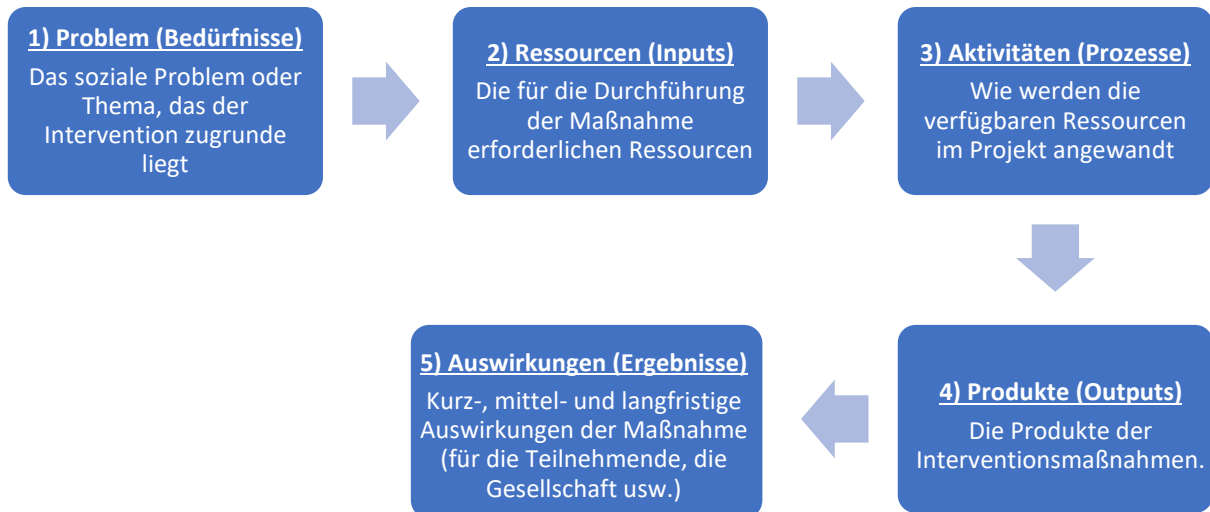 1) Problem (Bedürfnisse)
Das soziale Problem oder
Thema, das der
Intervention zugrunde
liegt
2) Ressourcen (Inputs)
Die für die Durchführung
der Maßnahme
erforderlichen Ressourcen
3) Aktivitäten (Prozesse)
Wie werden die
verfügbaren Ressourcen
im Projekt angewandt
4) Produkte (Outputs)
Die Produkte der
Interventionsmaßnahmen.
5) Auswirkungen (Ergebnisse)
Kurz-, mittel- und langfristige
Auswirkungen der Maßnahme
(für die Teilnehmende, die
Gesellschaft usw.)